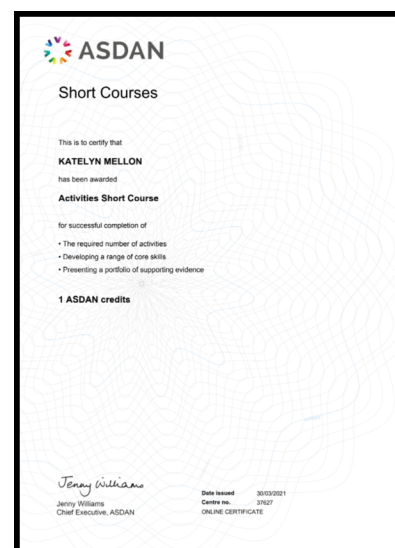 ASDAN
Short Courses
This is to certify that
KATELYN MELLON
has been awarded
Activities Short Course
for successful completion of
• The required number of activities
• Developing a range of core skills
• Presenting a portfolio of supporting evidence
1 ASDAN credits
Jenny Williams
Jenny Williams
Chief Executive, ASDAN
Date issued 30/03/2021
Centre no. 37627
ONLINE CERTIFICATE